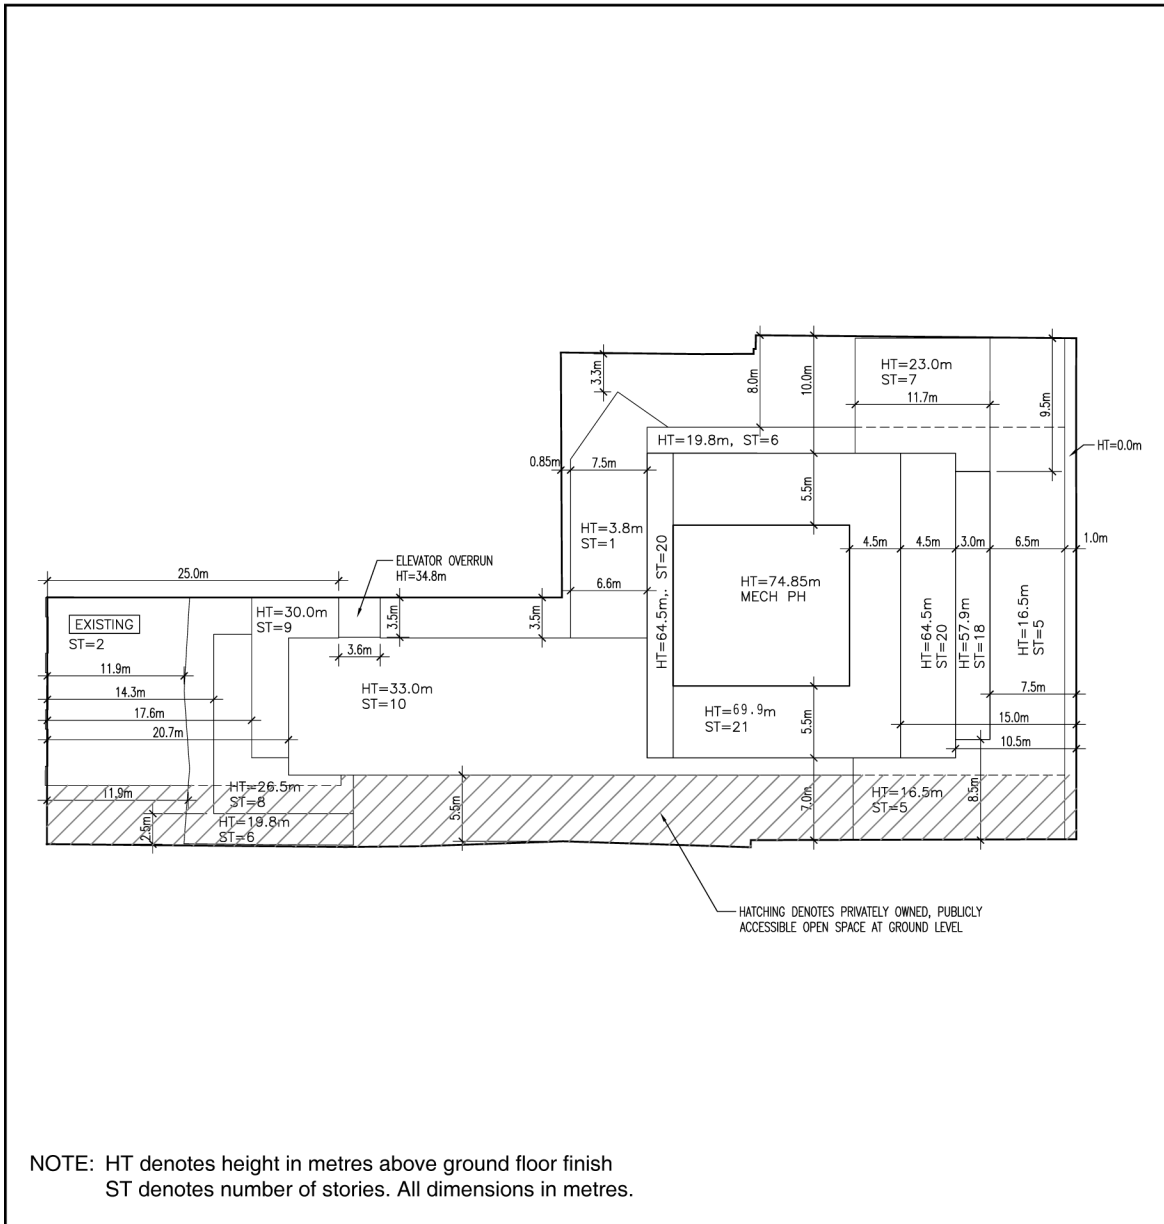 HT=23.0m
ST=7
11.7m
3.3m
8.0m
10.0m
9.5m
HT=19.8m, ST=6
HT=0.0m
0.85m
7.5m
5.5m
HT=3.8m
ST=1
HT=64.5m, ST=20
4.5m
4.5m
3.0m
6.5m
1.0m
ELEVATOR OVERRUN
HT=34.8m
25.0m
6.6m
HT=74.85m
MECH PH
HT=30.0m
ST=9
3.5m
3.5m
EXISTING
ST=2
HT=64.5m
ST=20
HT=57.9m
ST=18
HT=16.5m
ST=5
3.6m
11.9m
14.3m
HT=33.0m
ST=10
7.5m
17.6m
HT=69.9m
ST=21
5.5m
15.0m
20.7m
10.5m
HT=26.5m
ST=8
11.9m
HT=16.5m
ST=5
5.5m
7.0m
8.5m
2.5m
HT=19.8m
ST=6
HATCHING DENOTES PRIVATELY OWNED, PUBLICLY
ACCESSIBLE OPEN SPACE AT GROUND LEVEL
NOTE: HT denotes height in metres above ground floor finish
ST denotes number of stories. All dimensions in metres.